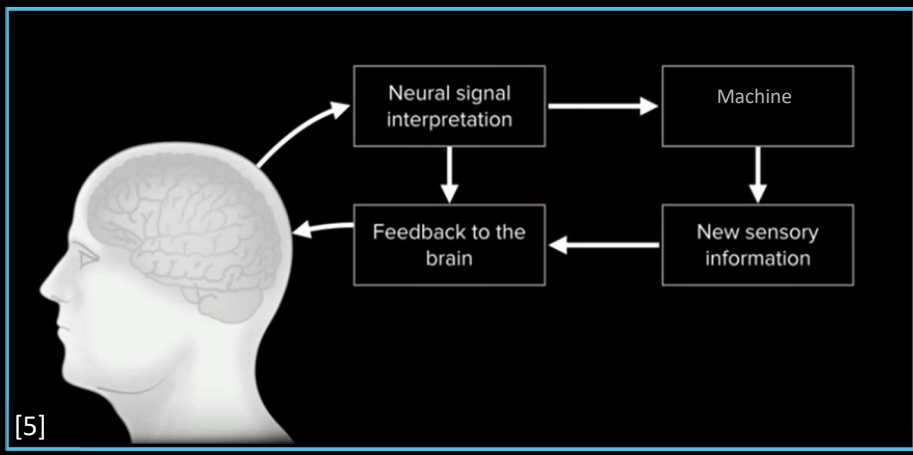 Neural signal
interpretation
Machine
Feedback to the
brain
New sensory
information
[5]